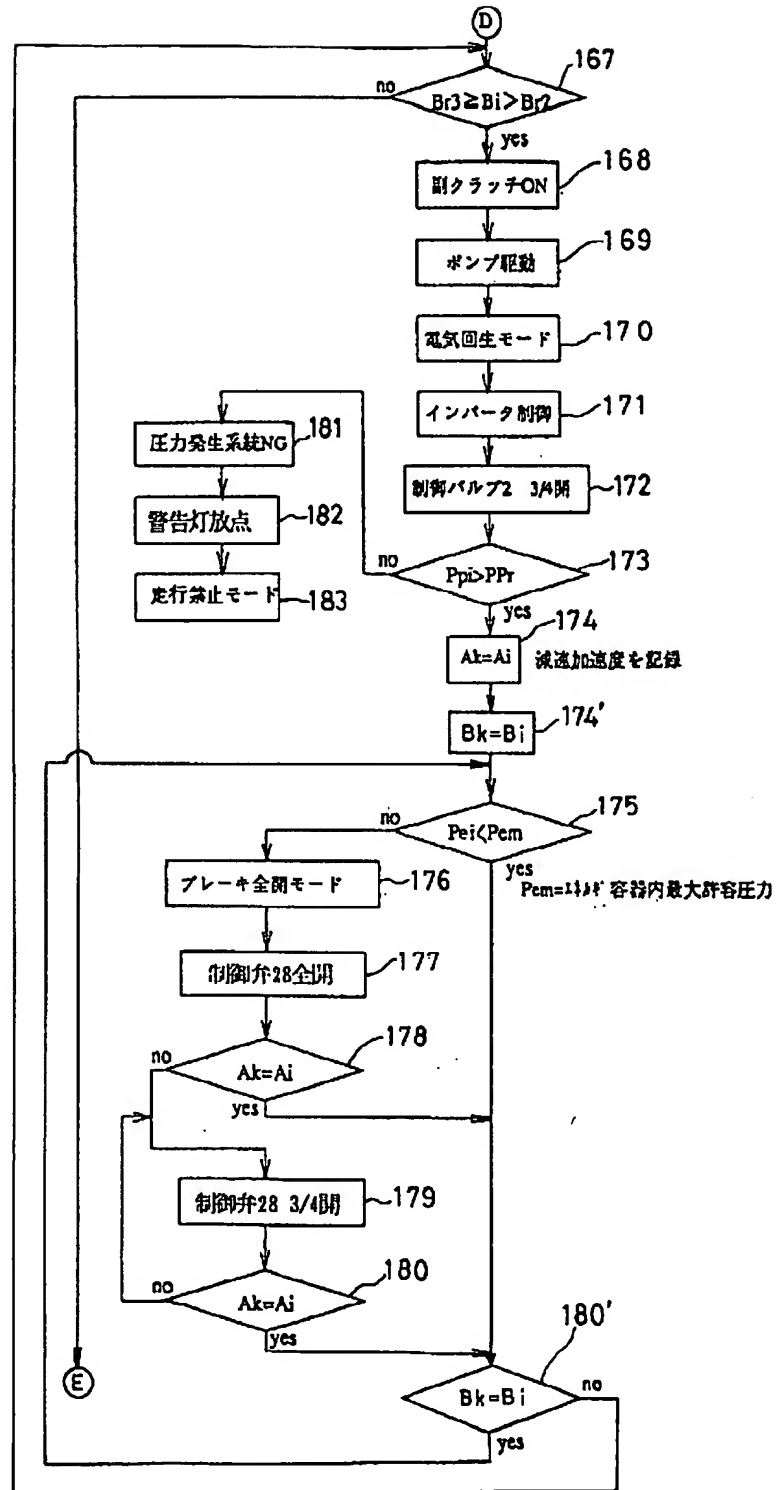 D
167
no
Br3≧Bi>Br2
yes
168
副クラッチON
169
ポンプ駆動
170
電気回生モード
181
171
圧力発生系統NG
インバータ制御
182
172
制御バルブ2 3/4開
警告灯放点
no
173
Ppi>PPr
183
走行禁止モード
yes
174
Ak=Ai 減速加速度を記録
174'
Bk=Bi
175
no
Pei<Pem
yes
ブレーキ全開モード
176
Pem=エネルギ容器内最大許容圧力
制御弁28全開
177
178
no
Ak=Ai
yes
制御弁28 3/4開
179
180
no
Ak=Ai
180'
yes
E
Bk=Bi
no
yes